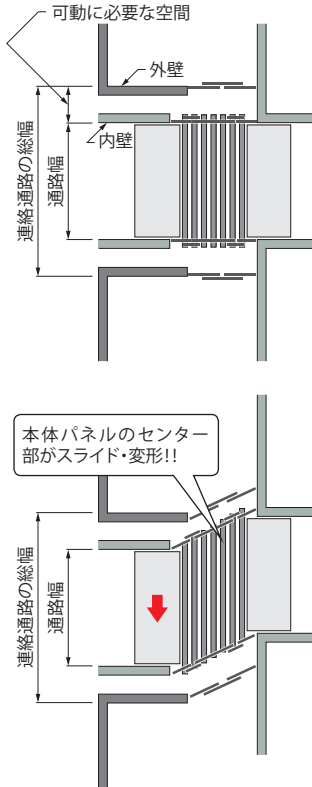 可動に必要な空間
外壁
内壁
連絡通路の総幅
通路幅
本体パネルのセンター
部がスライド・変形!!
連絡通路の総幅
通路幅